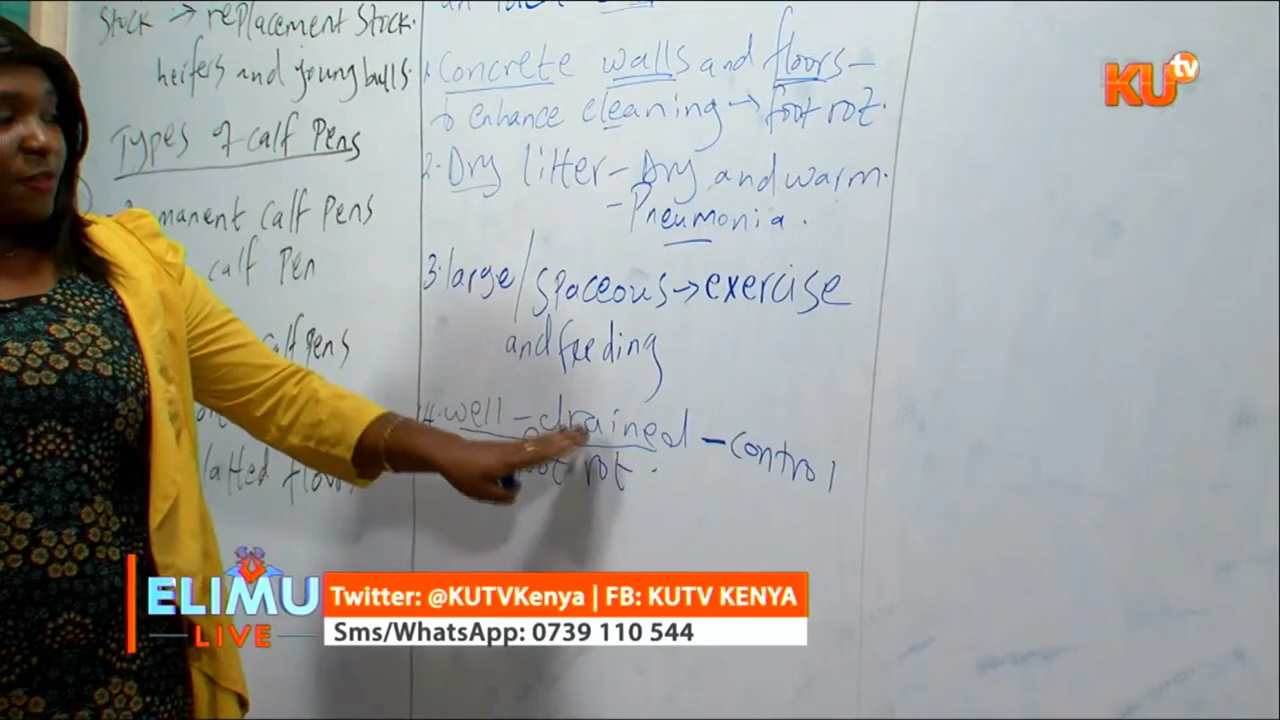 Stock → replacement Stock.
heifers and young bulls.
Types of Calf Pens
manent Calf Pens
calf Pen
calf Pens
latted floor
1. Concrete walls and floors –
to enhance cleaning → foot rot.
2. Dry litter – Dry and warm.
– Pneumonia.
3. large/spaceous → exercise
and feeding
4. well – drained – control
foot rot.
KU tv
ELIMU
LIVE
Twitter: @KUTVKenya | FB: KUTV KENYA
Sms/WhatsApp: 0739 110 544